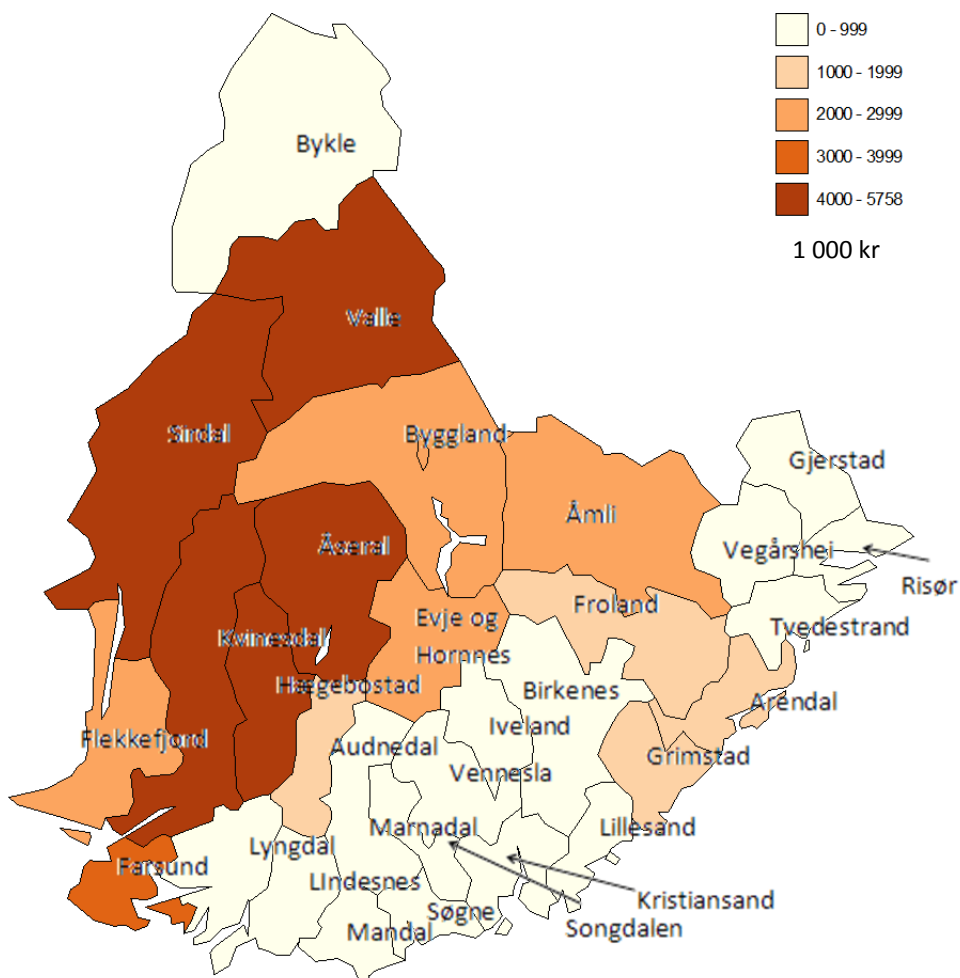 0 - 999
1000 - 1999
2000 - 2999
3000 - 3999
4000 - 5758
1 000 kr
Bykle
Valle
Sirdal
Byggland
Gjerstad
Åmli
Åseral
Vegårshei
Risør
Froland
Evje og
Hornnes
Tvedestrand
Kvinesdal
Hægebostad
Birkenes
Arendal
Iveland
Flekkefjord
Audnedal
Grimstad
Vennesla
Marnadal
Lillesand
Lyngdal
Farsund
LIndesnes
Kristiansand
Søgne
Songdalen
Mandal